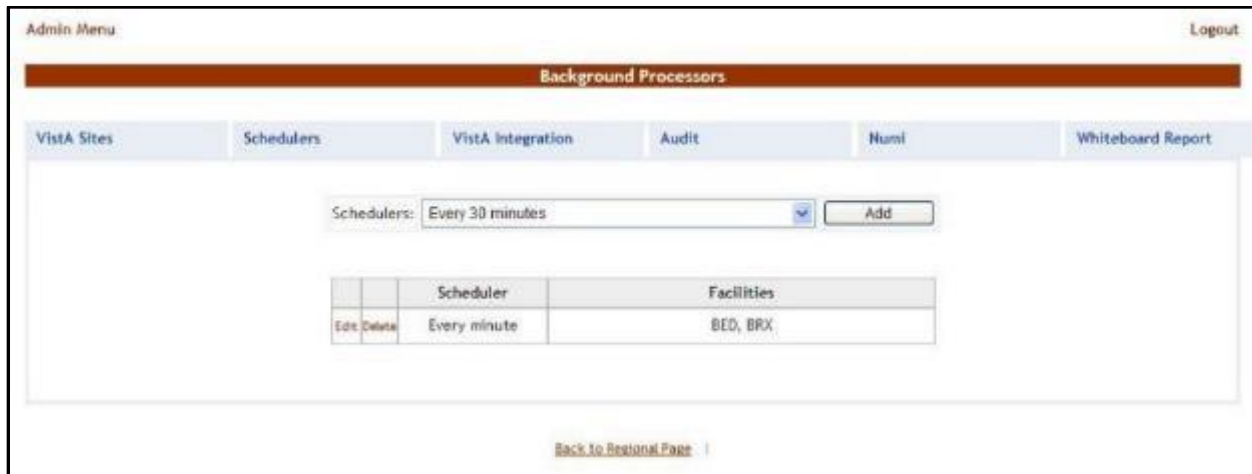 Admin Menu Logout
Background Processors
VistA Sites Schedulers VistA Integration Audit Numi Whiteboard Report
Schedulers: Every 30 minutes Add
Scheduler Facilities
Edit Delete Every minute BED, BRX
Back to Regional Page |